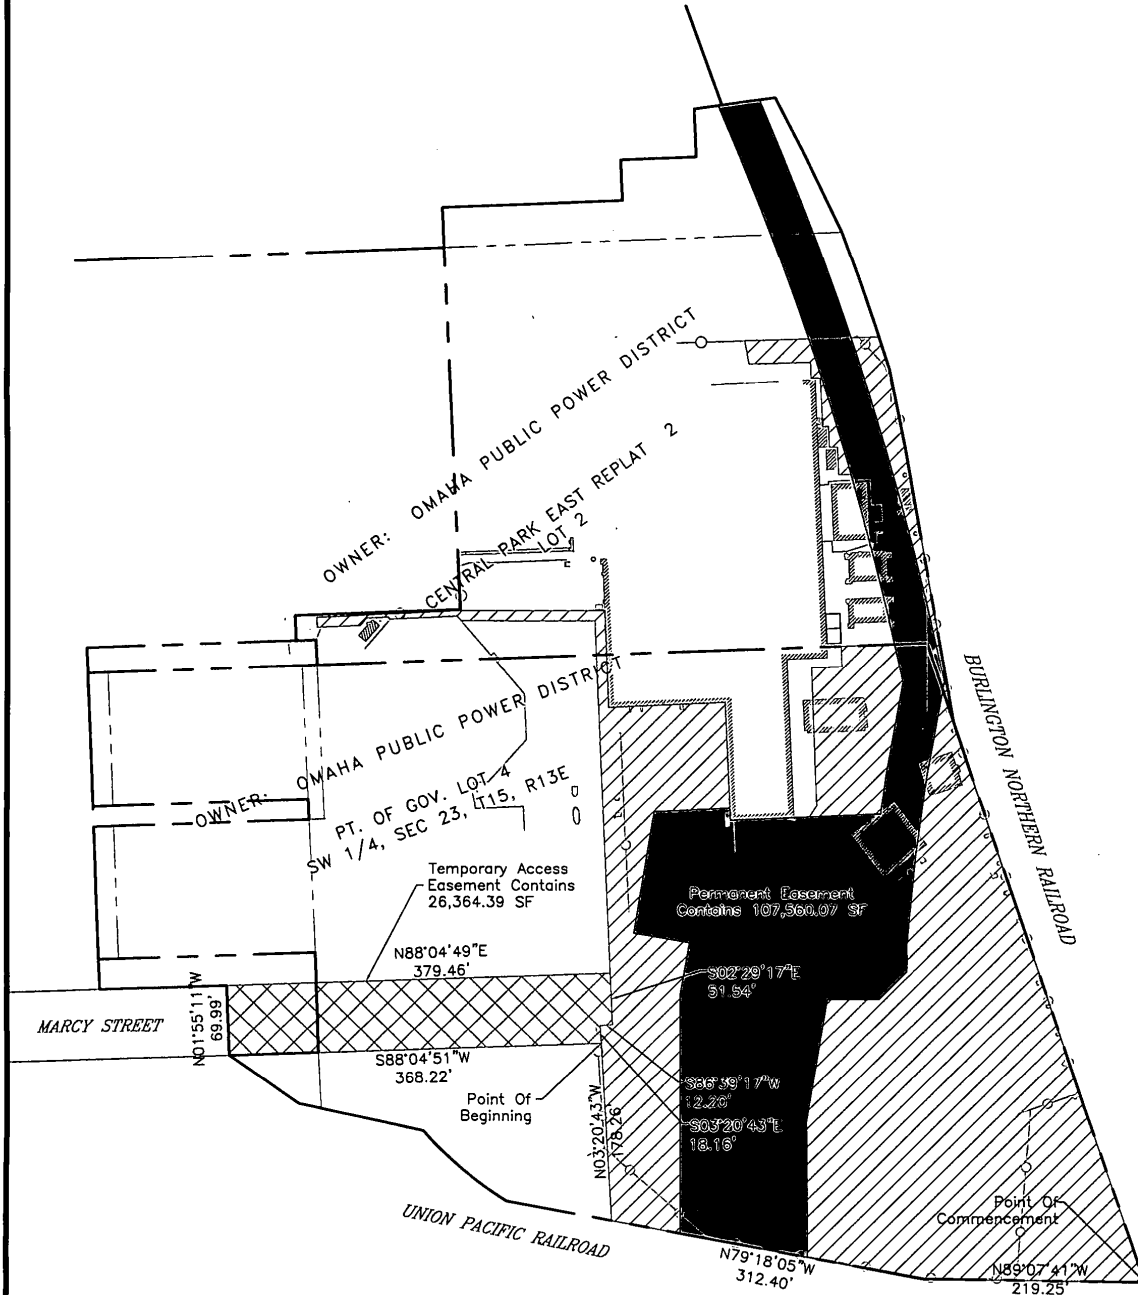 OWNER: OMAHA PUBLIC POWER DISTRICT
CENTRAL PARK EAST REPLAT 2
LOT 2
OWNER: OMAHA PUBLIC POWER DISTRICT
PT. OF GOV. LOT 4
SW 1/4, SEC 23, T15, R13E
BURLINGTON NORTHERN RAILROAD
Temporary Access
Easement Contains
26,364.39 SF
Permanent Easement
Contains 107,560.07 SF
N88°04'49"E
379.46'
S02°29'17"E
51.54'
MARCY STREET
N01°55'11"W
69.99'
S88°04'51"W
368.22'
Point Of
Beginning
S86°39'17"W
12.20'
S03°20'43"E
18.16'
N03°20'43"W
178.26'
UNION PACIFIC RAILROAD
Point Of
Commencement
N79°18'05"W
312.40'
N89°07'41"W
219.25'